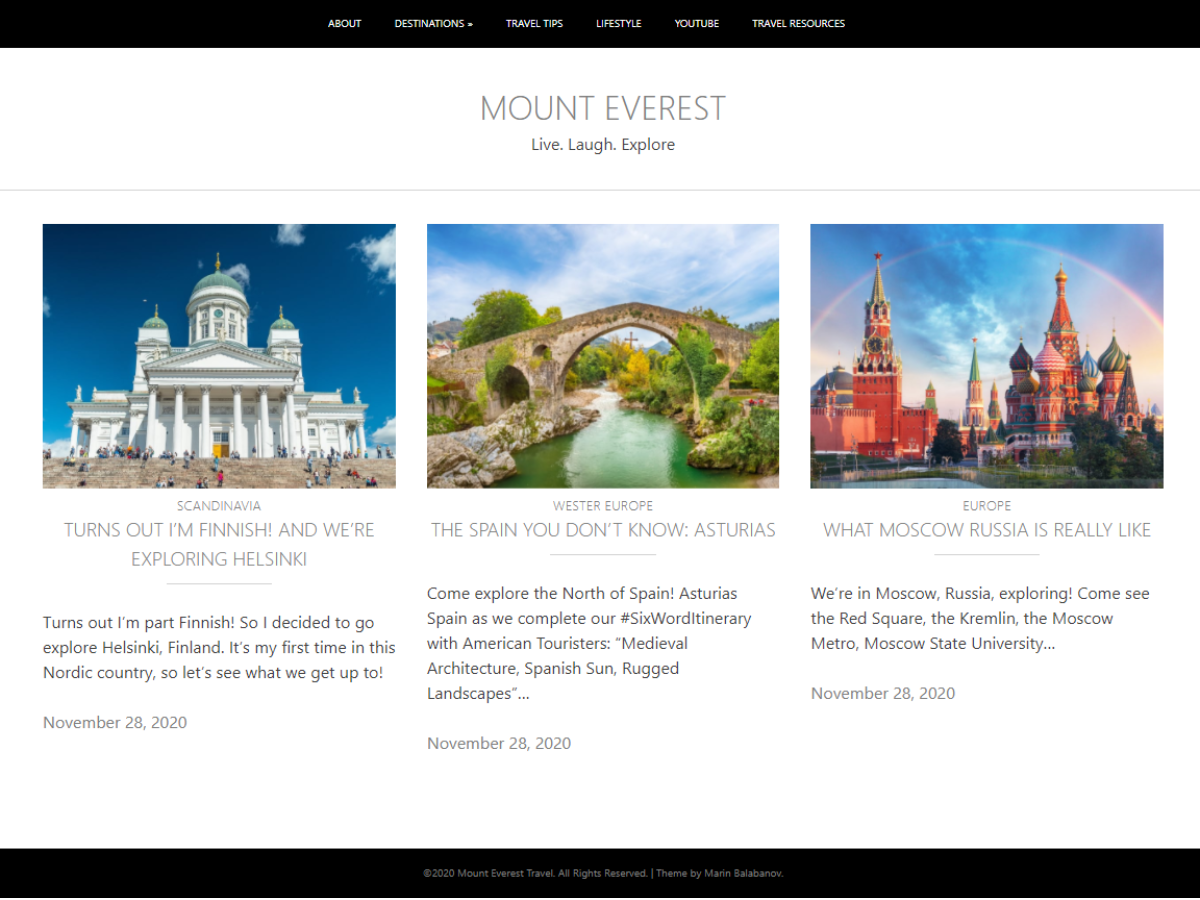 ABOUT DESTINATIONS » TRAVEL TIPS LIFESTYLE YOUTUBE TRAVEL RESOURCES
MOUNT EVEREST
Live. Laugh. Explore
SCANDINAVIA
TURNS OUT I’M FINNISH! AND WE’RE
EXPLORING HELSINKI
Turns out I’m part Finnish! So I decided to go
explore Helsinki, Finland. It’s my first time in this
Nordic country, so let’s see what we get up to!
November 28, 2020
WESTER EUROPE
THE SPAIN YOU DON’T KNOW: ASTURIAS
Come explore the North of Spain! Asturias
Spain as we complete our #SixWordItinerary
with American Touristers: “Medieval
Architecture, Spanish Sun, Rugged
Landscapes”…
November 28, 2020
EUROPE
WHAT MOSCOW RUSSIA IS REALLY LIKE
We’re in Moscow, Russia, exploring! Come see
the Red Square, the Kremlin, the Moscow
Metro, Moscow State University…
November 28, 2020
©2020 Mount Everest Travel. All Rights Reserved. | Theme by Marin Balabanov.